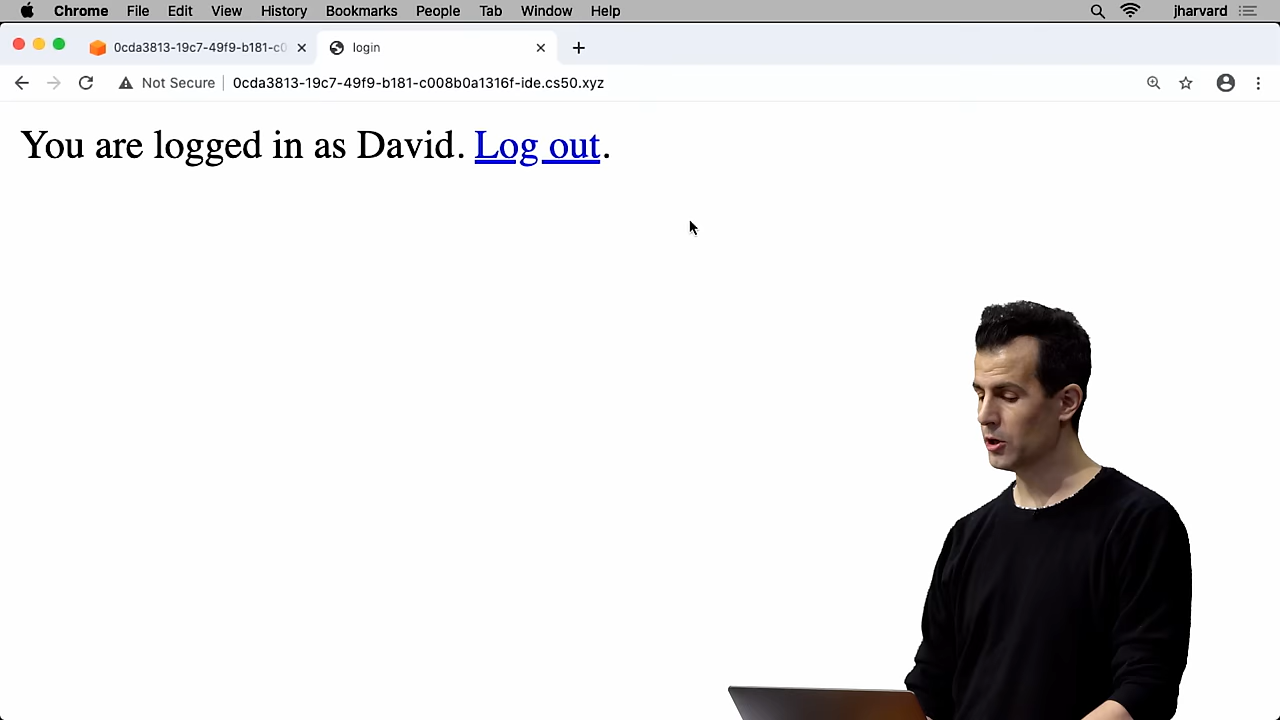 Chrome File Edit View History Bookmarks People Tab Window Help jharvard
0cda3813-19c7-49f9-b181-c0 login
Not Secure 0cda3813-19c7-49f9-b181-c008b0a1316f-ide.cs50.xyz
You are logged in as David. Log out.